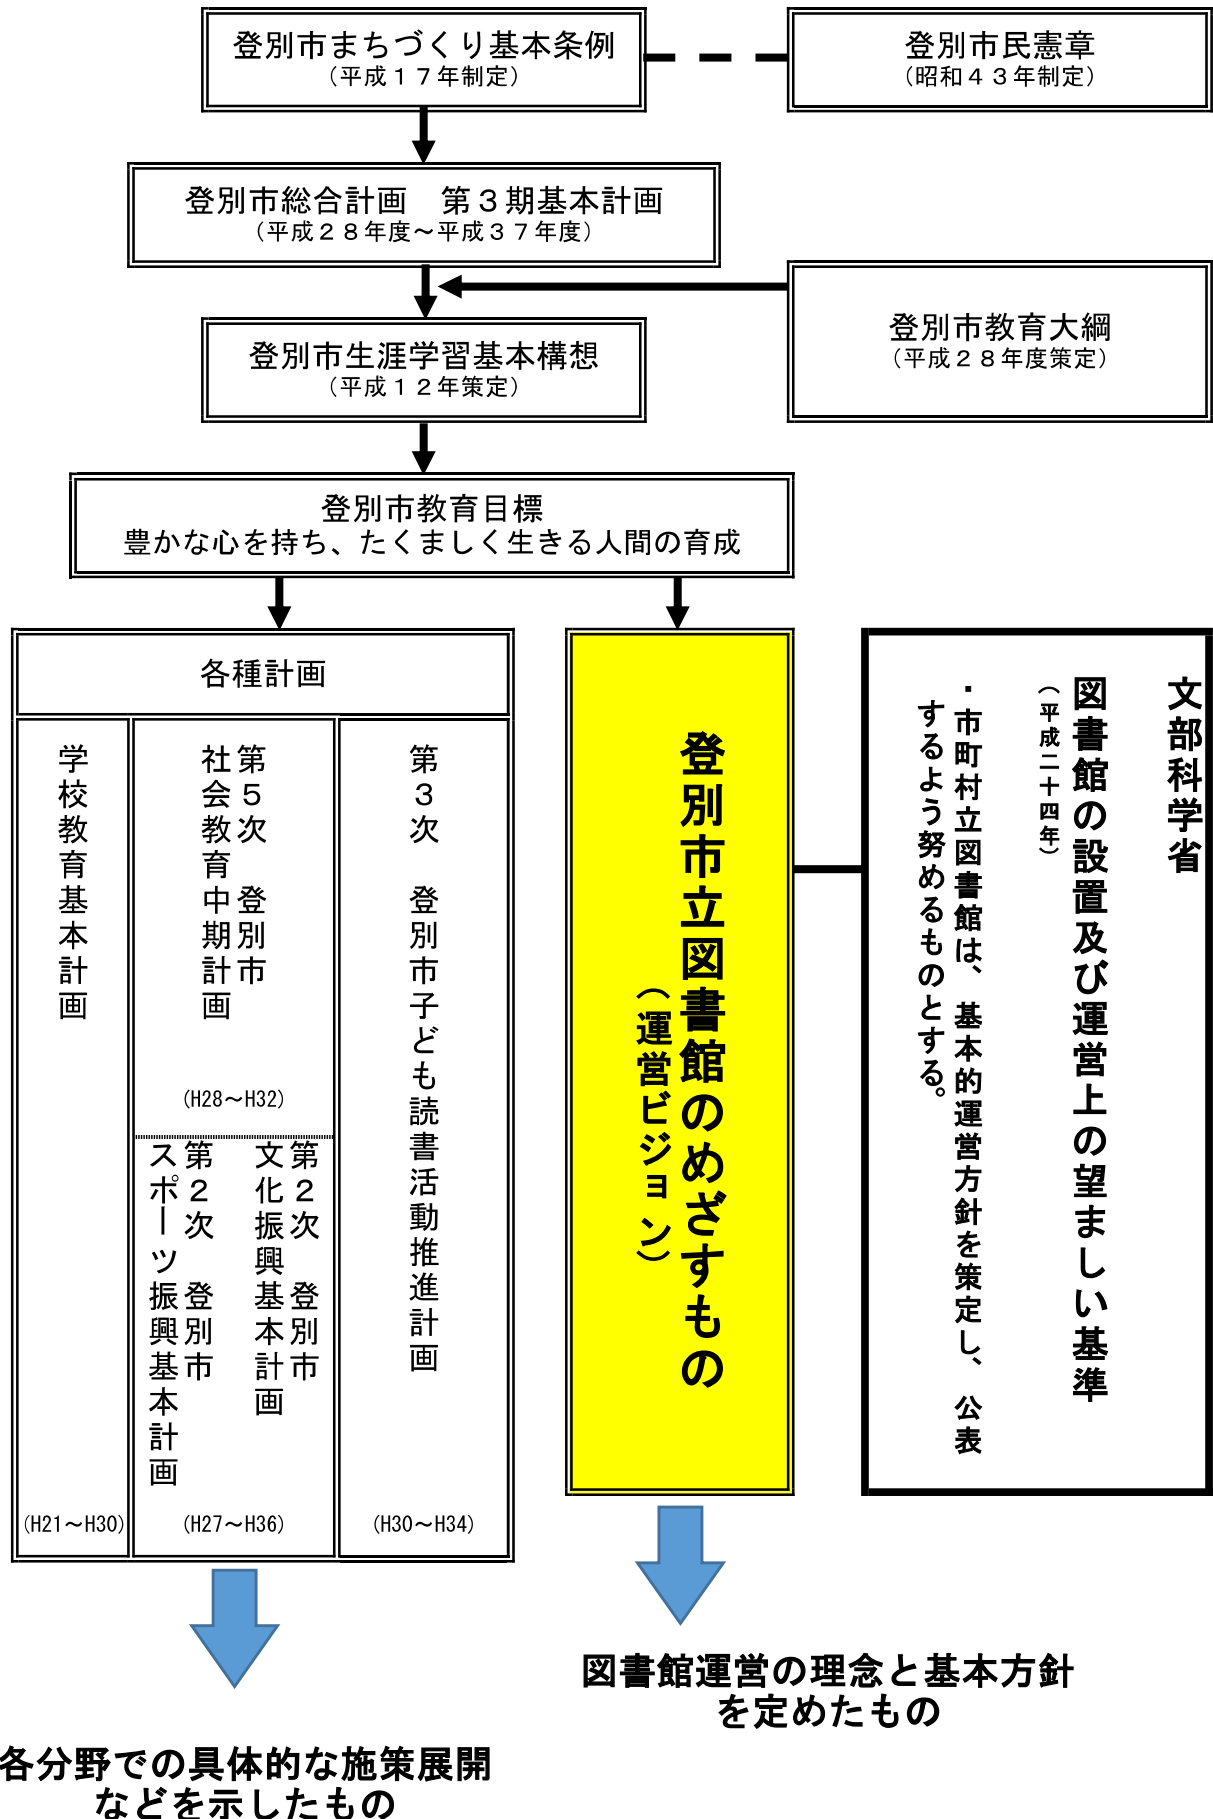 登別市まちづくり基本条例
（平成１７年制定）
登別市民憲章
（昭和４３年制定）
登別市総合計画　第３期基本計画
（平成２８年度～平成３７年度）
登別市教育大綱
（平成２８年度策定）
登別市生涯学習基本構想
（平成１２年策定）
登別市教育目標
豊かな心を持ち、たくましく生きる人間の育成
各種計画
学校教育基本計画
(H21～H30)
第５次　登別市
社会教育中期計画
(H28～H32)
第２次　登別市
文化振興基本計画
第２次　登別市
スポーツ振興基本計画
(H27～H36)
第３次　登別市子ども読書活動推進計画
(H30～H34)
登別市立図書館のめざすもの
（運営ビジョン）
文部科学省
図書館の設置及び運営上の望ましい基準
（平成二十四年）
・市町村立図書館は、基本的運営方針を策定し、公表
するよう努めるものとする。
図書館運営の理念と基本方針
を定めたもの
各分野での具体的な施策展開
などを示したもの